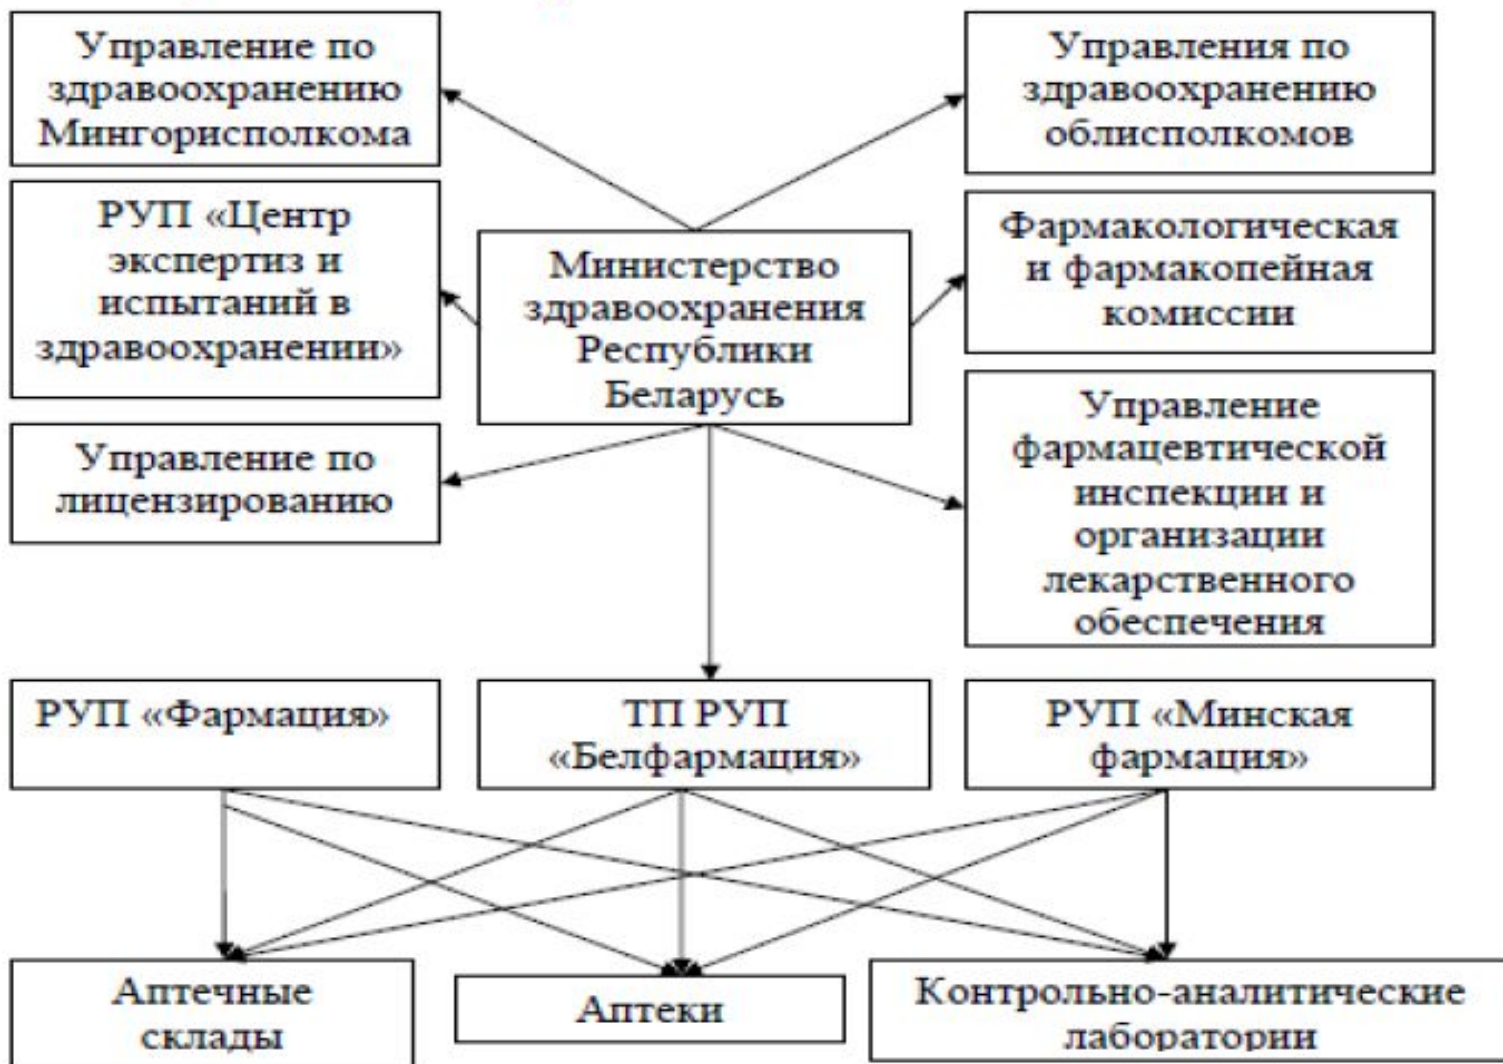 Управление по
здравоохранению
Мингорисполкома
Управления по
здравоохранению
облисполкомов
РУП «Центр
экспертиз и
испытаний в
здравоохранении»
Министерство
здравоохранения
Республики
Беларусь
Фармакологическая
и фармакопейная
комиссии
Управление по
лицензированию
Управление
фармацевтической
инспекции и
организации
лекарственного
обеспечения
РУП «Фармация»
ТП РУП
«Белфармация»
РУП «Минская
фармация»
Аптечные
склады
Аптеки
Контрольно-аналитические
лаборатории